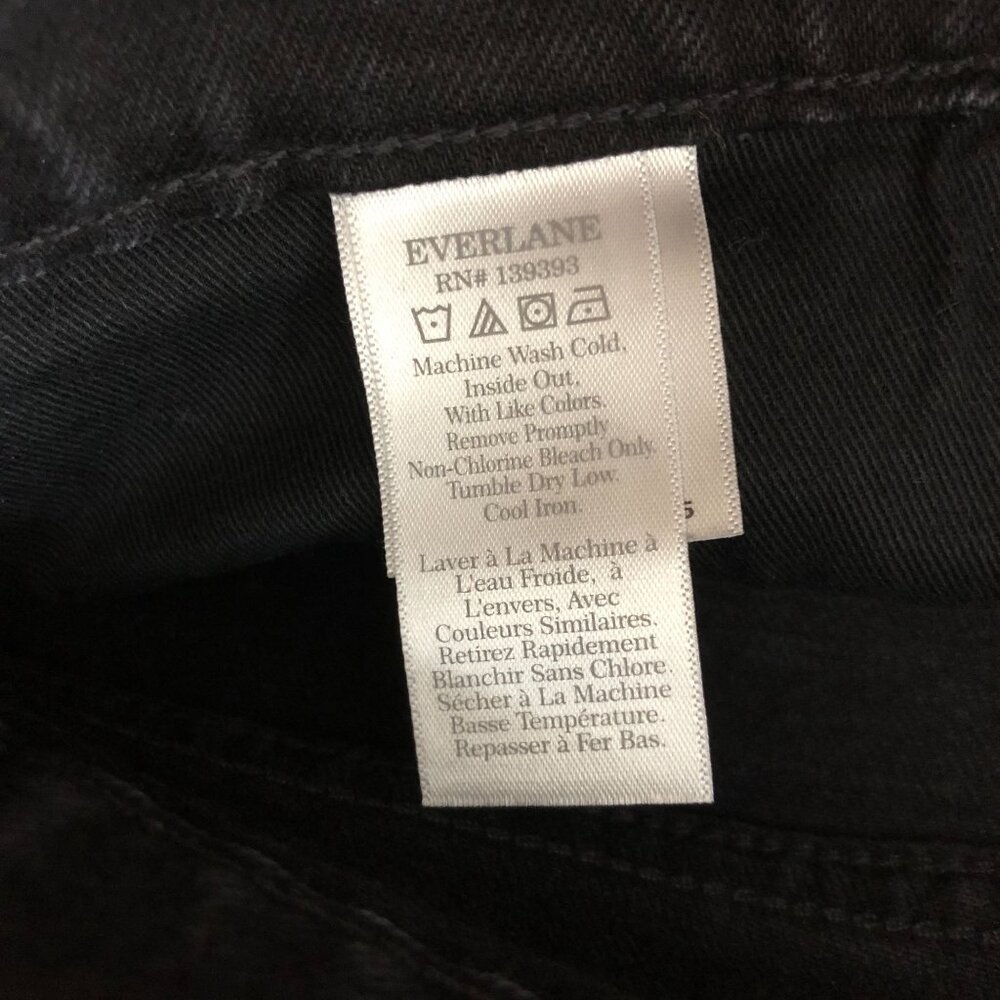 EVERLANE
RN# 139393
Machine Wash Cold,
Inside Out,
With Like Colors.
Remove Promptly
Non-Chlorine Bleach Only.
Tumble Dry Low.
Cool Iron.
Laver à La Machine à
L'eau Froide, à
L'envers, Avec
Couleurs Similaires.
Retirez Rapidement
Blanchir Sans Chlore
Sécher à La Machine
Basse Température.
Repasser à Fer Bas.